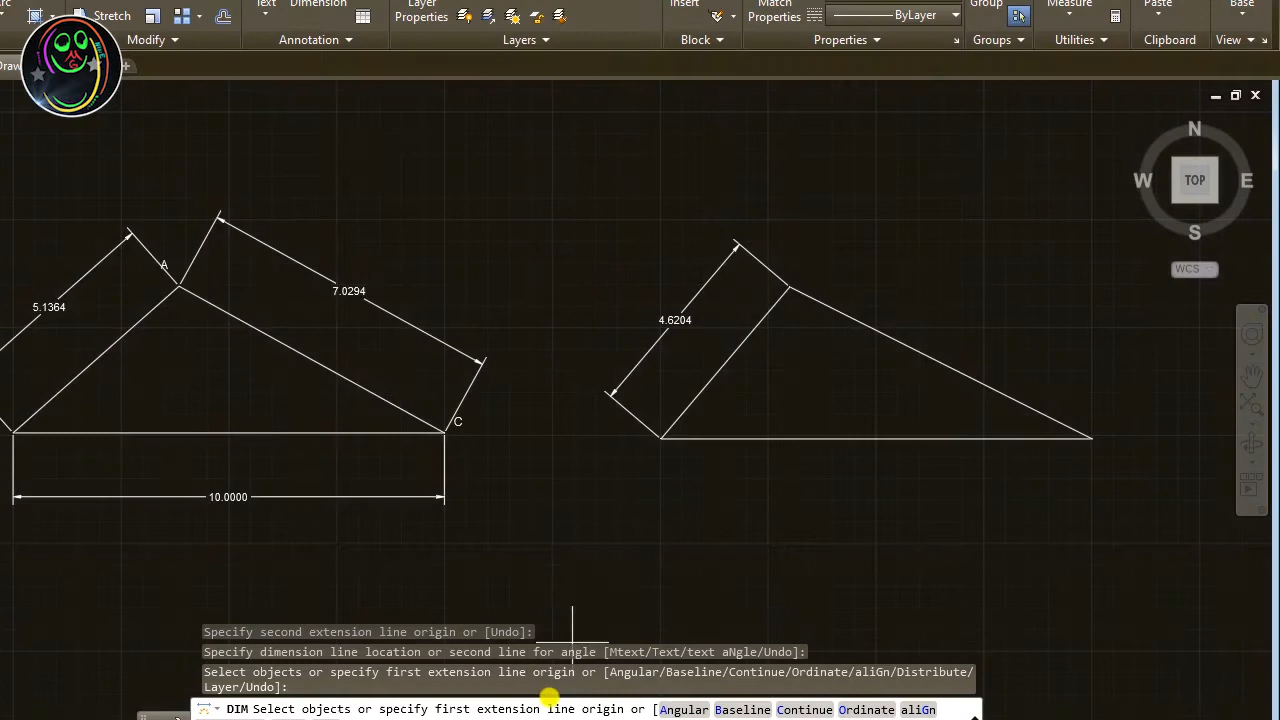 Text Dimension
Insert
Group
Measure
Paste
Base
Stretch
Layer
Properties
Match
Properties
ByLayer
Modify
Annotation
Layers
Block
Properties
Groups
Utilities
Clipboard
View
N
W TOP E
S
WCS
A
7.0294
5.1364
C
10.0000
4.6204
Specify second extension line origin or [Undo]:
Specify dimension line location or second line for angle [Mtext/Text/text aNgle/Undo]:
Select objects or specify first extension line origin or [Angular/Baseline/Continue/Ordinate/aliGn/Distribute/
Layer/Undo]:
DIM Select objects or specify first extension line origin or [Angular Baseline Continue Ordinate aliGn